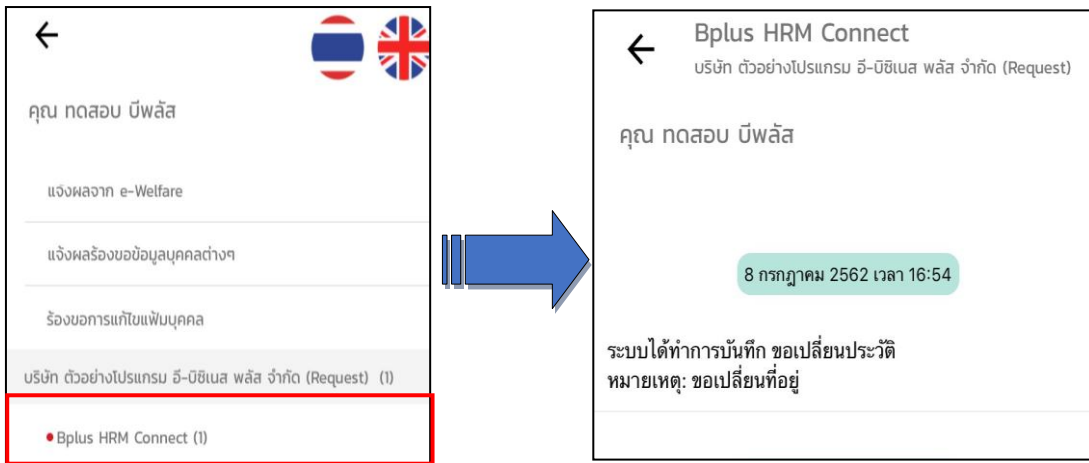 คุณ ทดสอบ บีพลัส
แจ้งผลจาก e-Welfare
แจ้งผลร้องขอข้อมูลบุคคลต่างๆ
ร้องขอการแก้ไขแฟ้มบุคคล
บริษัท ตัวอย่างโปรแกรม อี-บิซิเนส พลัส จำกัด (Request) (1)
Bplus HRM Connect (1)
Bplus HRM Connect
บริษัท ตัวอย่างโปรแกรม อี-บิซิเนส พลัส จำกัด (Request)
คุณ ทดสอบ บีพลัส
8 กรกฎาคม 2562 เวลา 16:54
ระบบได้ทำการบันทึก ขอเปลี่ยนประวัติ
หมายเหตุ: ขอเปลี่ยนที่อยู่